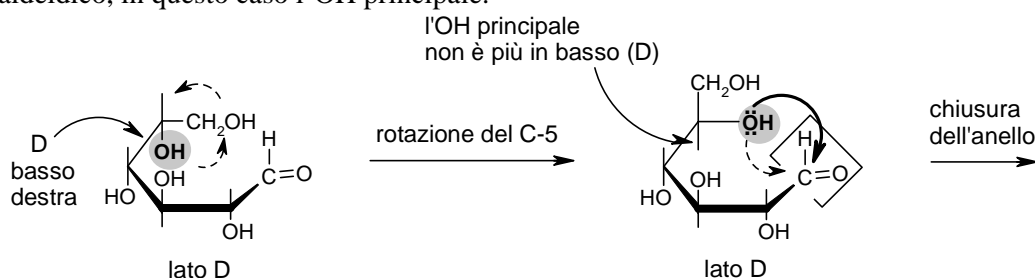 aldeidico, in questo caso l'OH principale.
l'OH principale
non è più in basso (D)
D
basso
destra
CH2OH
OH
OH
HO
OH
H
C=O
lato D
rotazione del C-5
CH2OH
OH
H
C=O
HO
OH
OH
lato D
chiusura
dell'anello